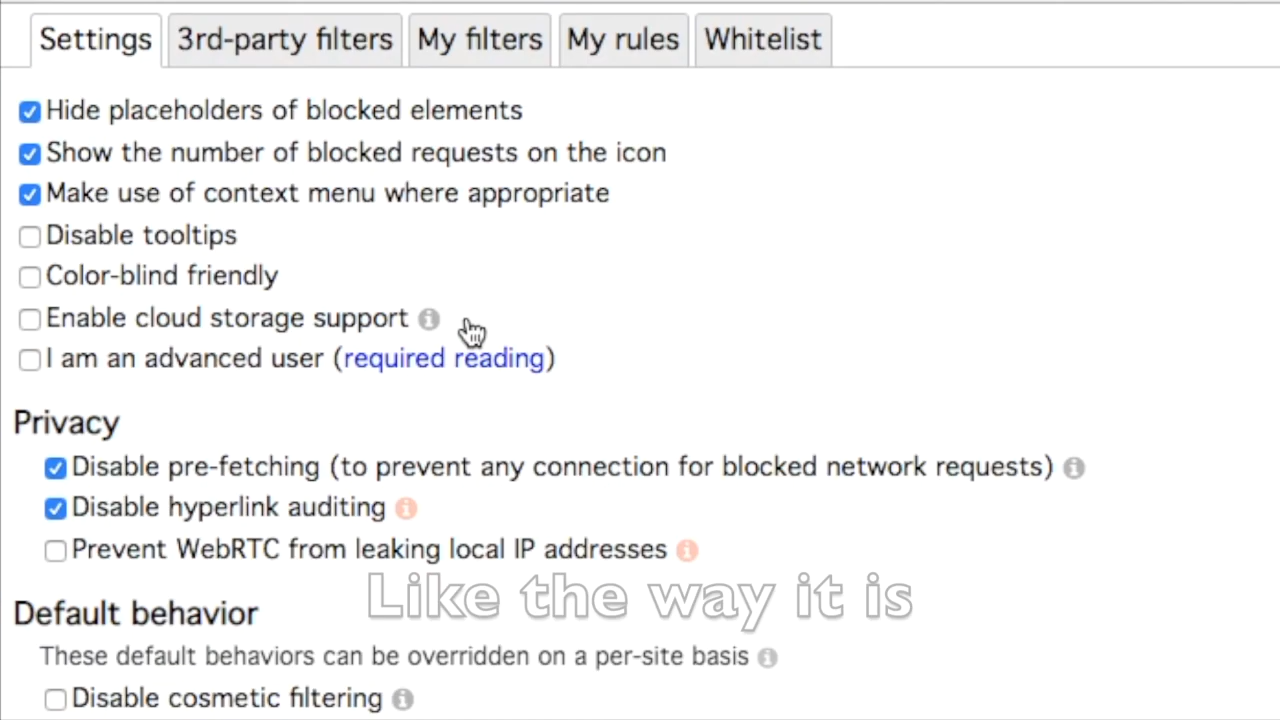 Settings 3rd-party filters My filters My rules Whitelist
Hide placeholders of blocked elements
Show the number of blocked requests on the icon
Make use of context menu where appropriate
Disable tooltips
Color-blind friendly
Enable cloud storage support
I am an advanced user (required reading)
Privacy
Disable pre-fetching (to prevent any connection for blocked network requests)
Disable hyperlink auditing
Prevent WebRTC from leaking local IP addresses
Like the way it is
Default behavior
These default behaviors can be overridden on a per-site basis
Disable cosmetic filtering